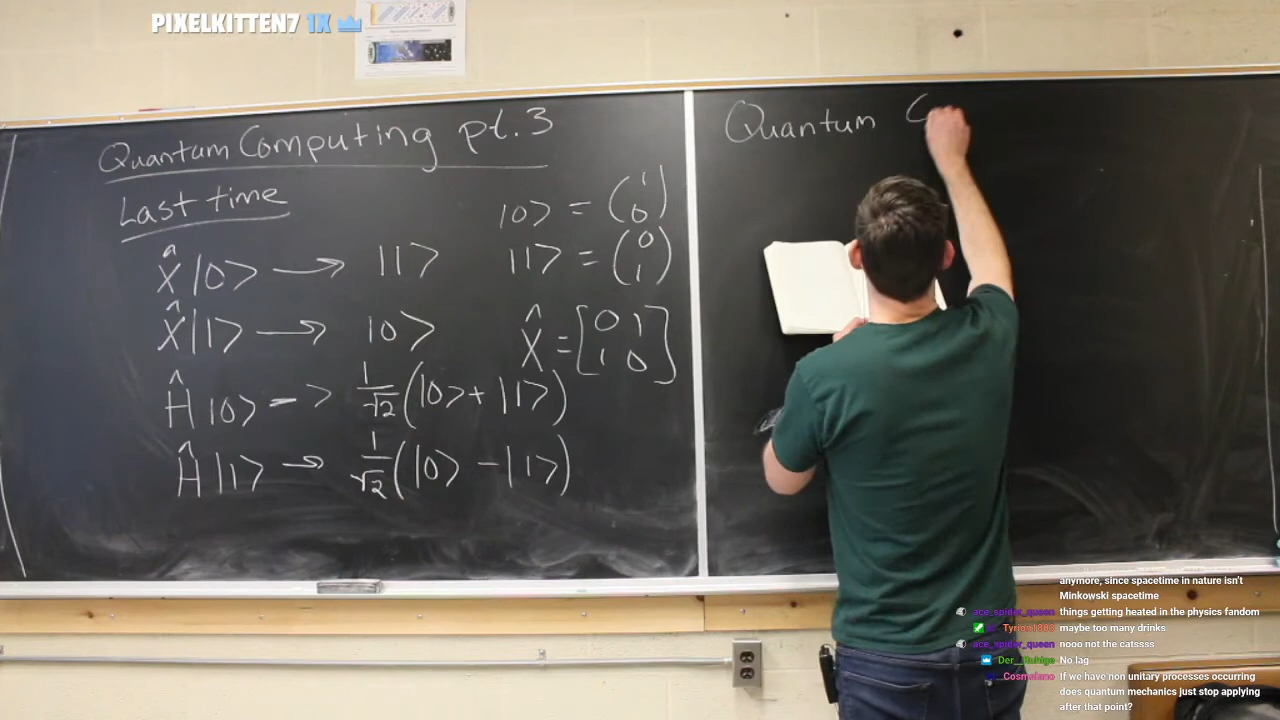 PIXELKITTEN7 1X
Quantum Computing pt.3
Last time
|0> = (1 0)
X̂|0> → |1>
|1> = (0 1)
X̂|1> → |0>
X̂ = [0 1 1 0]
Ĥ|0> -> 1/√2(|0>+|1>)
Ĥ|1> → 1/√2(|0> -|1>)
Quantum C
anymore, since spacetime in nature isn't
Minkowski spacetime
ace_spider_queen things getting heated in the physics fandom
maybe too many drinks
ace_spider_queen nooo not the catssss
No lag
Cosmolano If we have non unitary processes occurring
does quantum mechanics just stop applying
after that point?